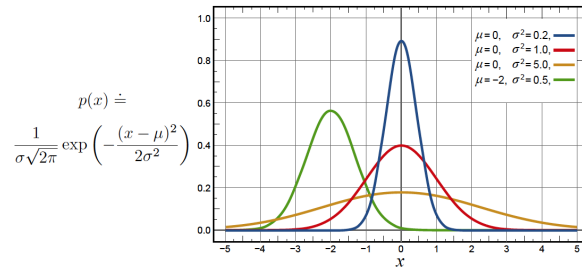 p(x) ≐
1/(σ√2π) exp(−(x − μ)²/2σ²)
1.0
0.8
0.6
0.4
0.2
0.0
μ=0, σ²=0.2,
μ=0, σ²=1.0,
μ=0, σ²=5.0,
μ=−2, σ²=0.5,
−5 −4 −3 −2 −1 0 1 2 3 4 5
x